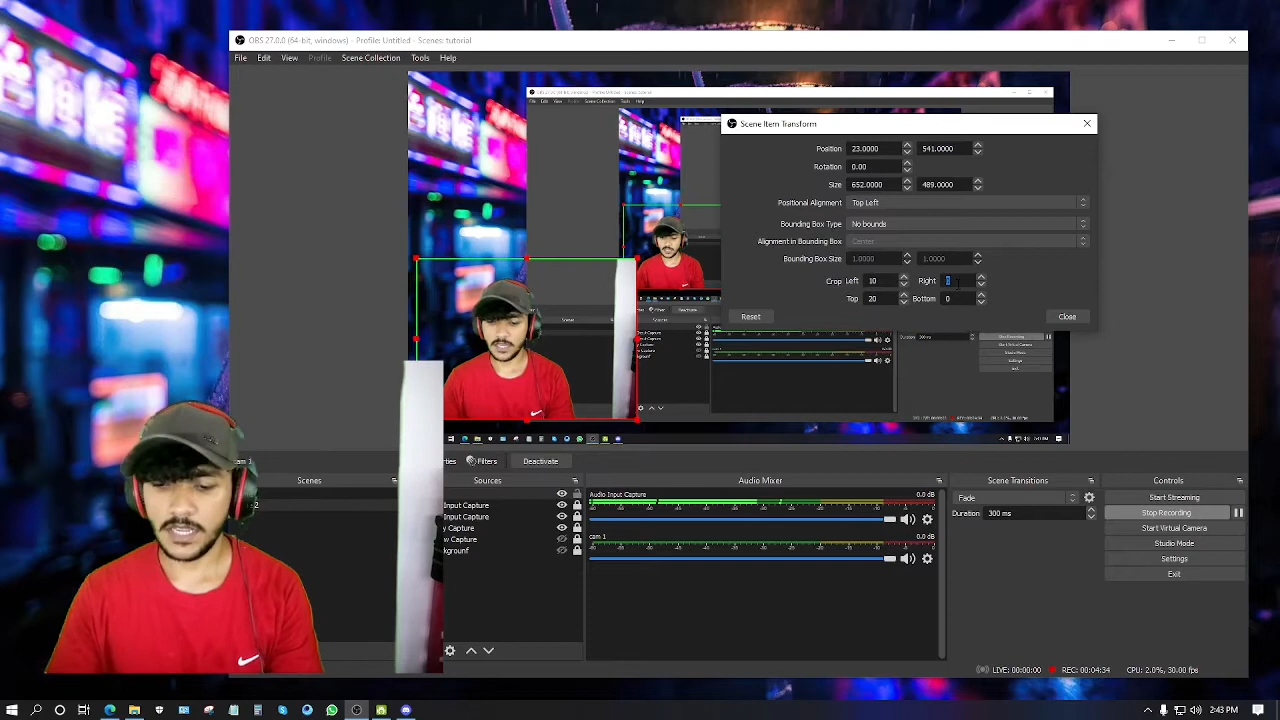 OBS 27.0.0 (64-bit, windows) - Profile: Untitled - Scenes: tutorial
File Edit View Profile Scene Collection Tools Help
Scene Item Transform
Position 23.0000 541.0000
Rotation 0.00
Size 652.0000 489.0000
Positional Alignment Top Left
Bounding Box Type No bounds
Alignment in Bounding Box Center
Bounding Box Size 1.0000 1.0000
Crop Left 10 Right
Top 20 Bottom 0
Reset Close
Filters Deactivate
Scenes Sources Audio Mixer Scene Transitions Controls
Input Capture
Input Capture
y Capture
kground
Audio Input Capture 0.0 dB
cam 1 0.0 dB
Fade
Duration 300 ms
Start Streaming
Stop Recording
Start Virtual Camera
Studio Mode
Settings
Exit
LIVE: 00:00:00 REC: 00:04:34 CPU: 2.0%, 30.00 fps
2:43 PM